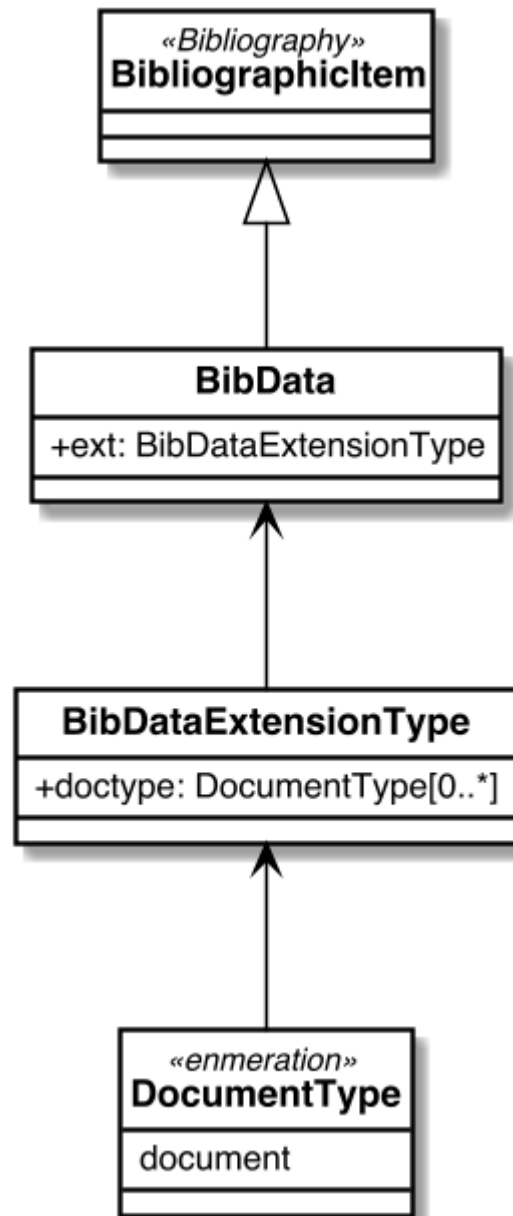 «Bibliography»
BibliographicItem
BibData
+ext: BibDataExtensionType
BibDataExtensionType
+doctype: DocumentType[0..*]
«enmeration»
DocumentType
document